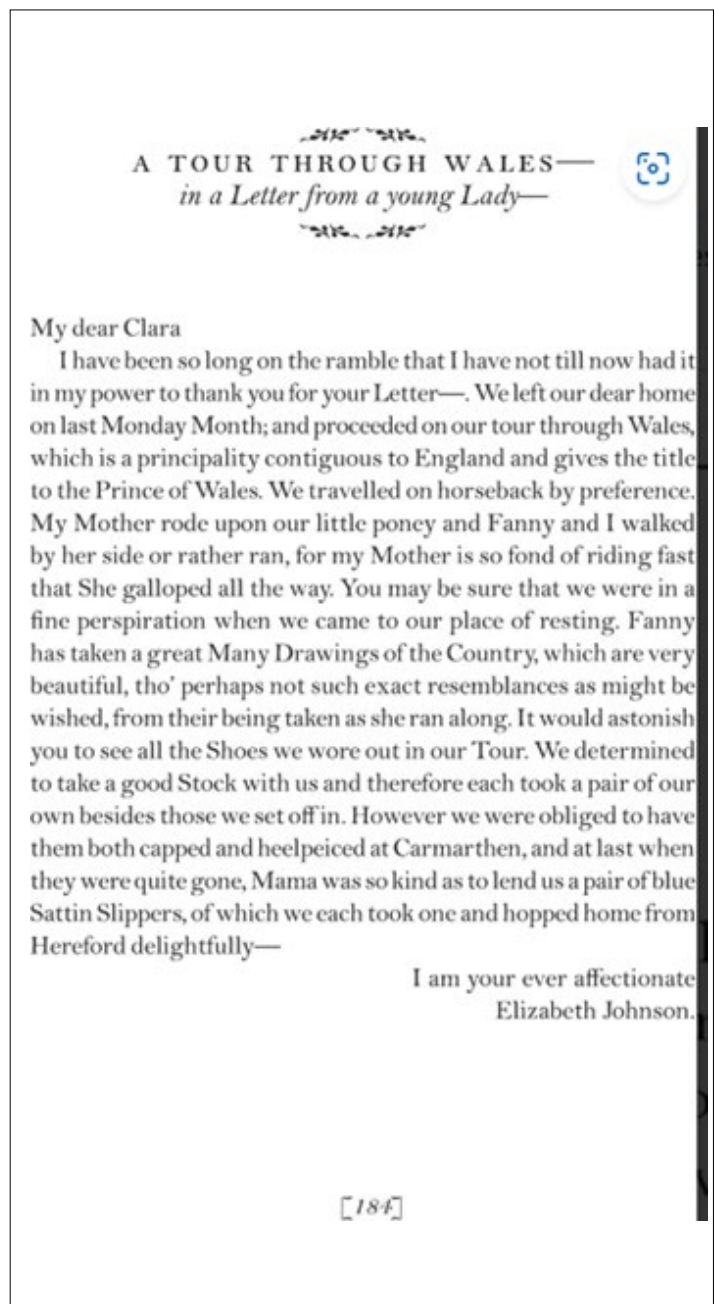 A TOUR THROUGH WALES—
in a Letter from a young Lady—
My dear Clara
I have been so long on the ramble that I have not till now had it
in my power to thank you for your Letter—. We left our dear home
on last Monday Month; and proceeded on our tour through Wales,
which is a principality contiguous to England and gives the title
to the Prince of Wales. We travelled on horseback by preference.
My Mother rode upon our little poney and Fanny and I walked
by her side or rather ran, for my Mother is so fond of riding fast
that She galloped all the way. You may be sure that we were in a
fine perspiration when we came to our place of resting. Fanny
has taken a great Many Drawings of the Country, which are very
beautiful, tho' perhaps not such exact resemblances as might be
wished, from their being taken as she ran along. It would astonish
you to see all the Shoes we wore out in our Tour. We determined
to take a good Stock with us and therefore each took a pair of our
own besides those we set off in. However we were obliged to have
them both capped and heelpeiced at Carmarthen, and at last when
they were quite gone, Mama was so kind as to lend us a pair of blue
Sattin Slippers, of which we each took one and hopped home from
Hereford delightfully—
I am your ever affectionate
Elizabeth Johnson.
[184]